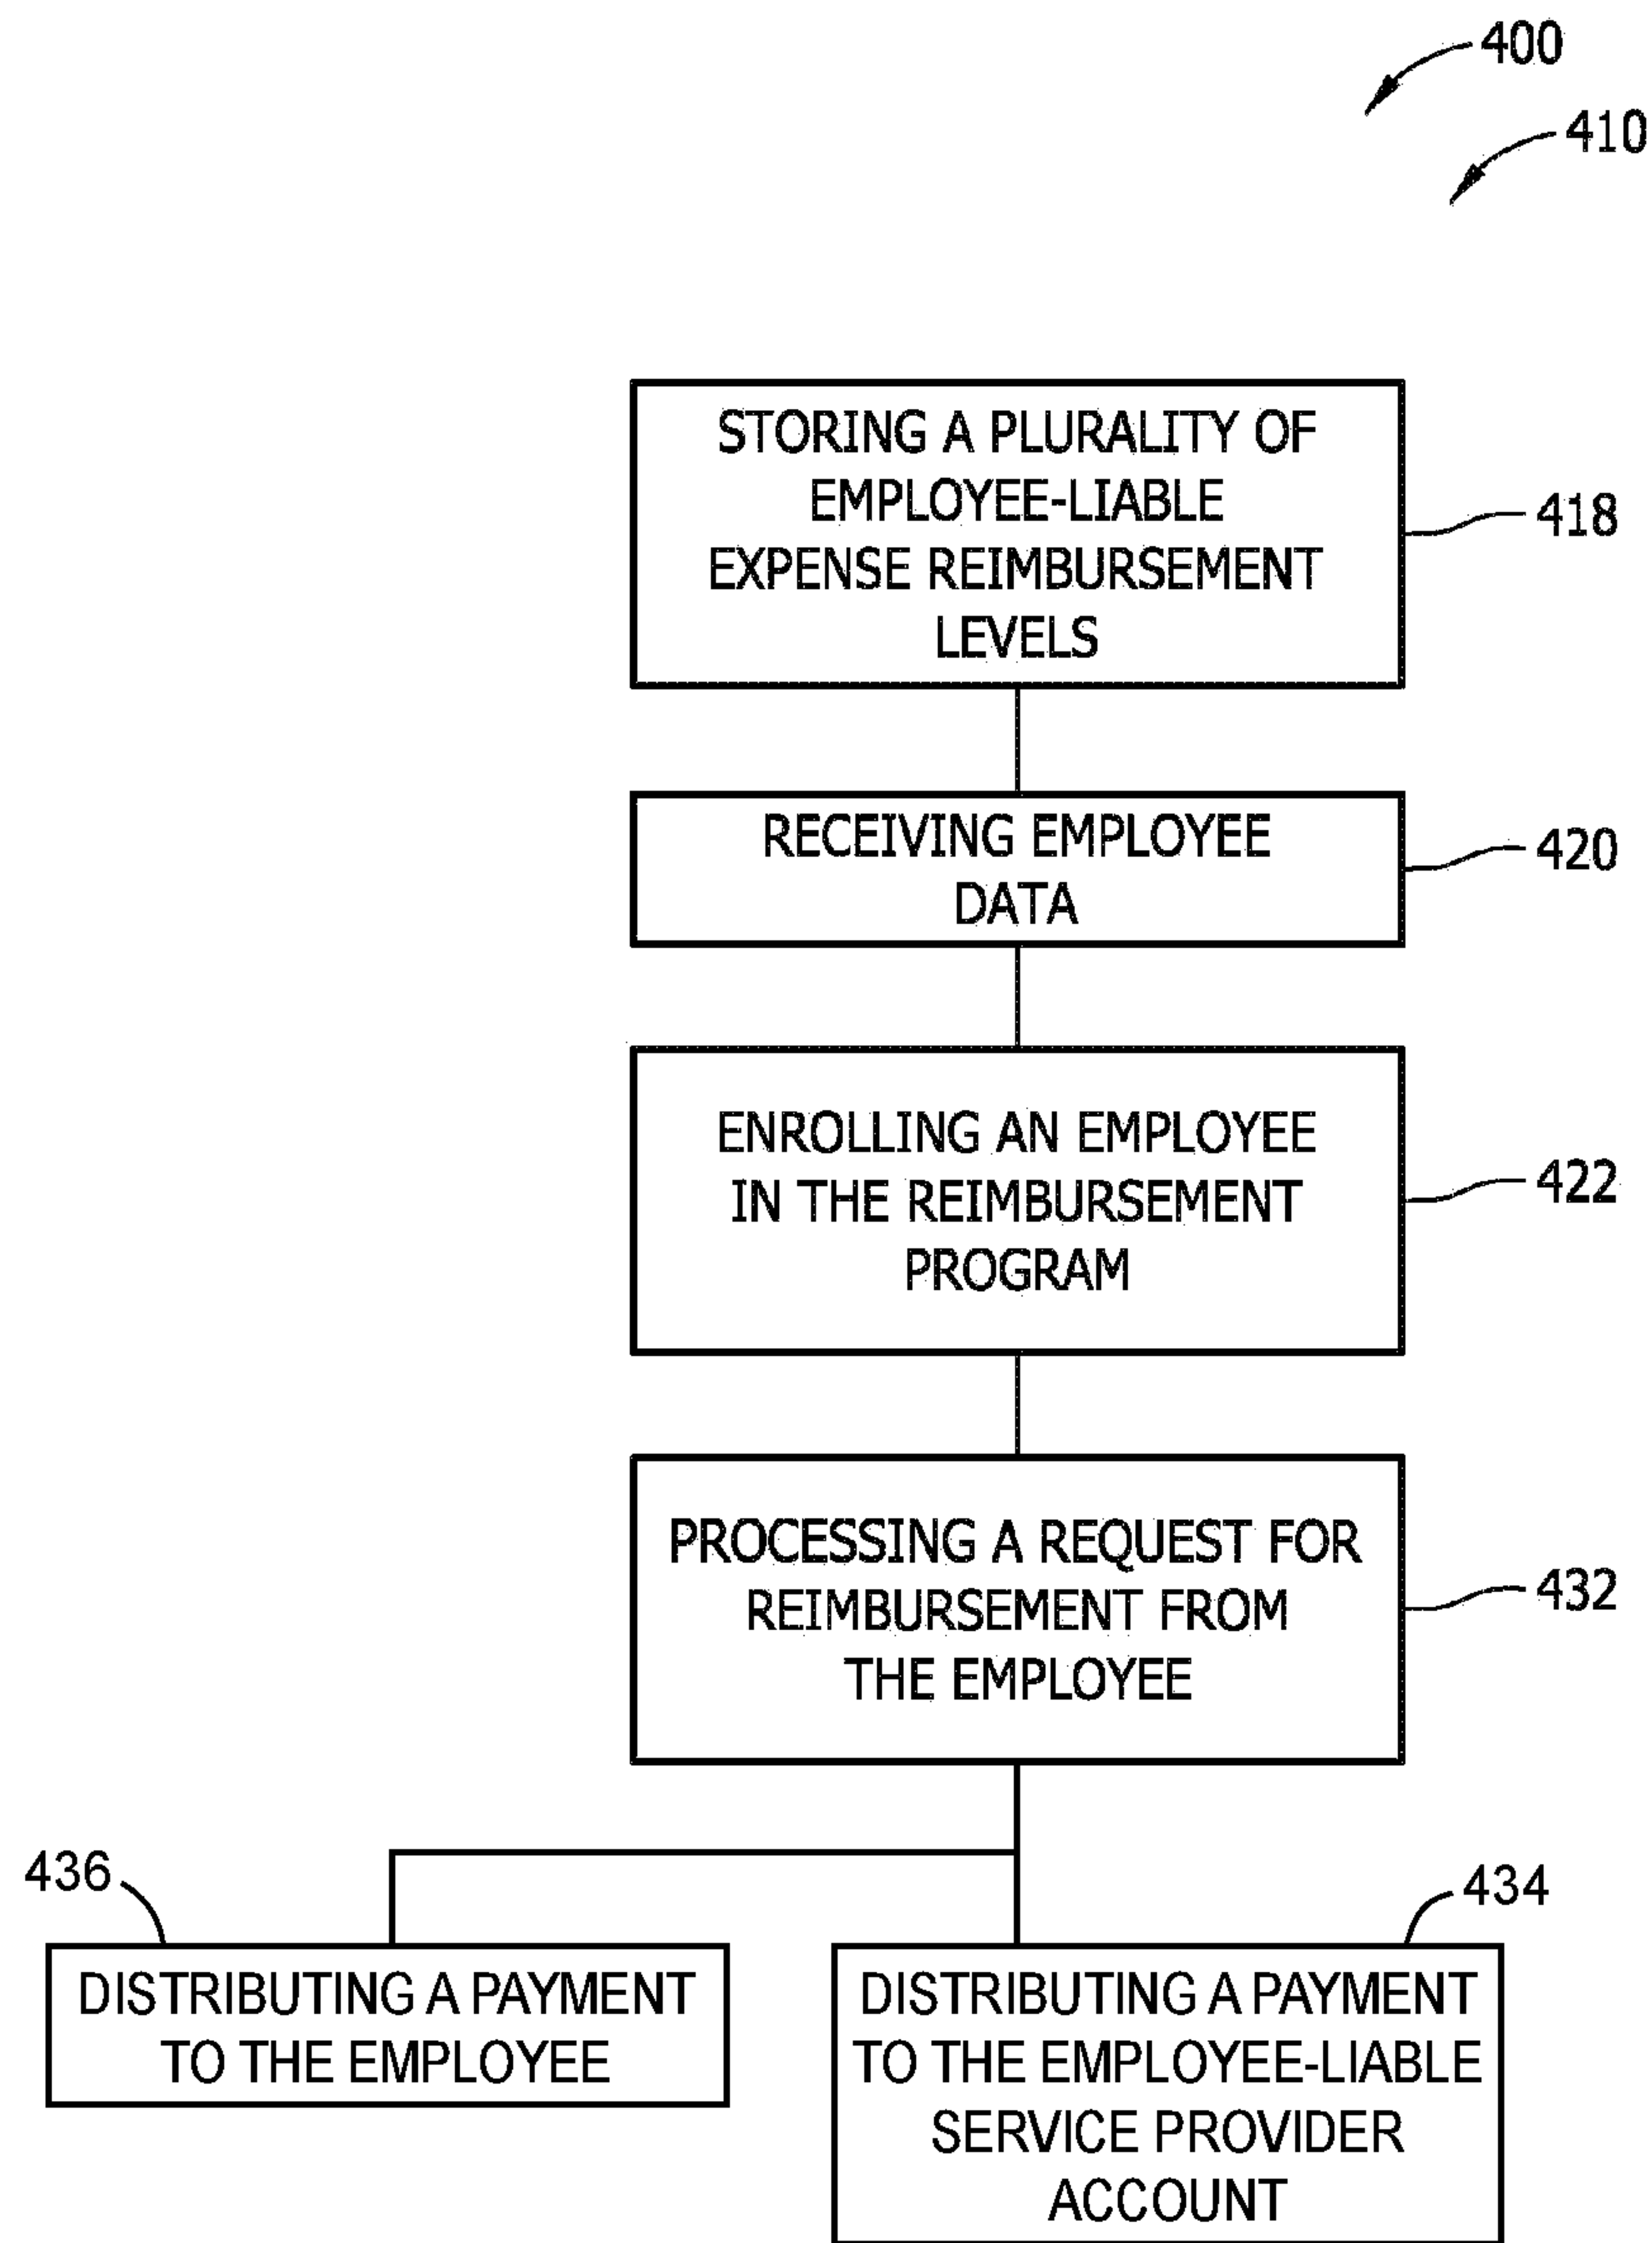 400
410
STORING A PLURALITY OF
EMPLOYEE-LIABLE
EXPENSE REIMBURSEMENT
LEVELS
418
RECEIVING EMPLOYEE
DATA
420
ENROLLING AN EMPLOYEE
IN THE REIMBURSEMENT
PROGRAM
422
PROCESSING A REQUEST FOR
REIMBURSEMENT FROM
THE EMPLOYEE
432
436
DISTRIBUTING A PAYMENT
TO THE EMPLOYEE
434
DISTRIBUTING A PAYMENT
TO THE EMPLOYEE-LIABLE
SERVICE PROVIDER
ACCOUNT